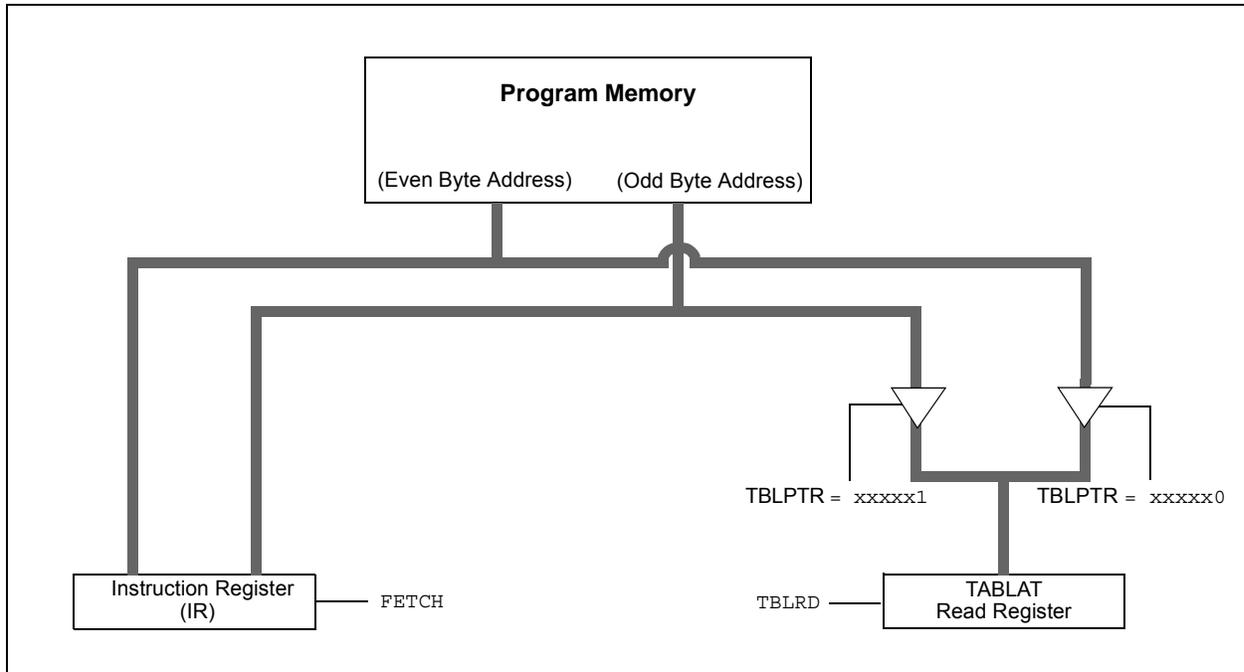 Program Memory
(Even Byte Address) (Odd Byte Address)
TBLPTR = xxxxx1
TBLPTR = xxxxx0
Instruction Register
(IR)
FETCH
TBLRD
TABLAT
Read Register